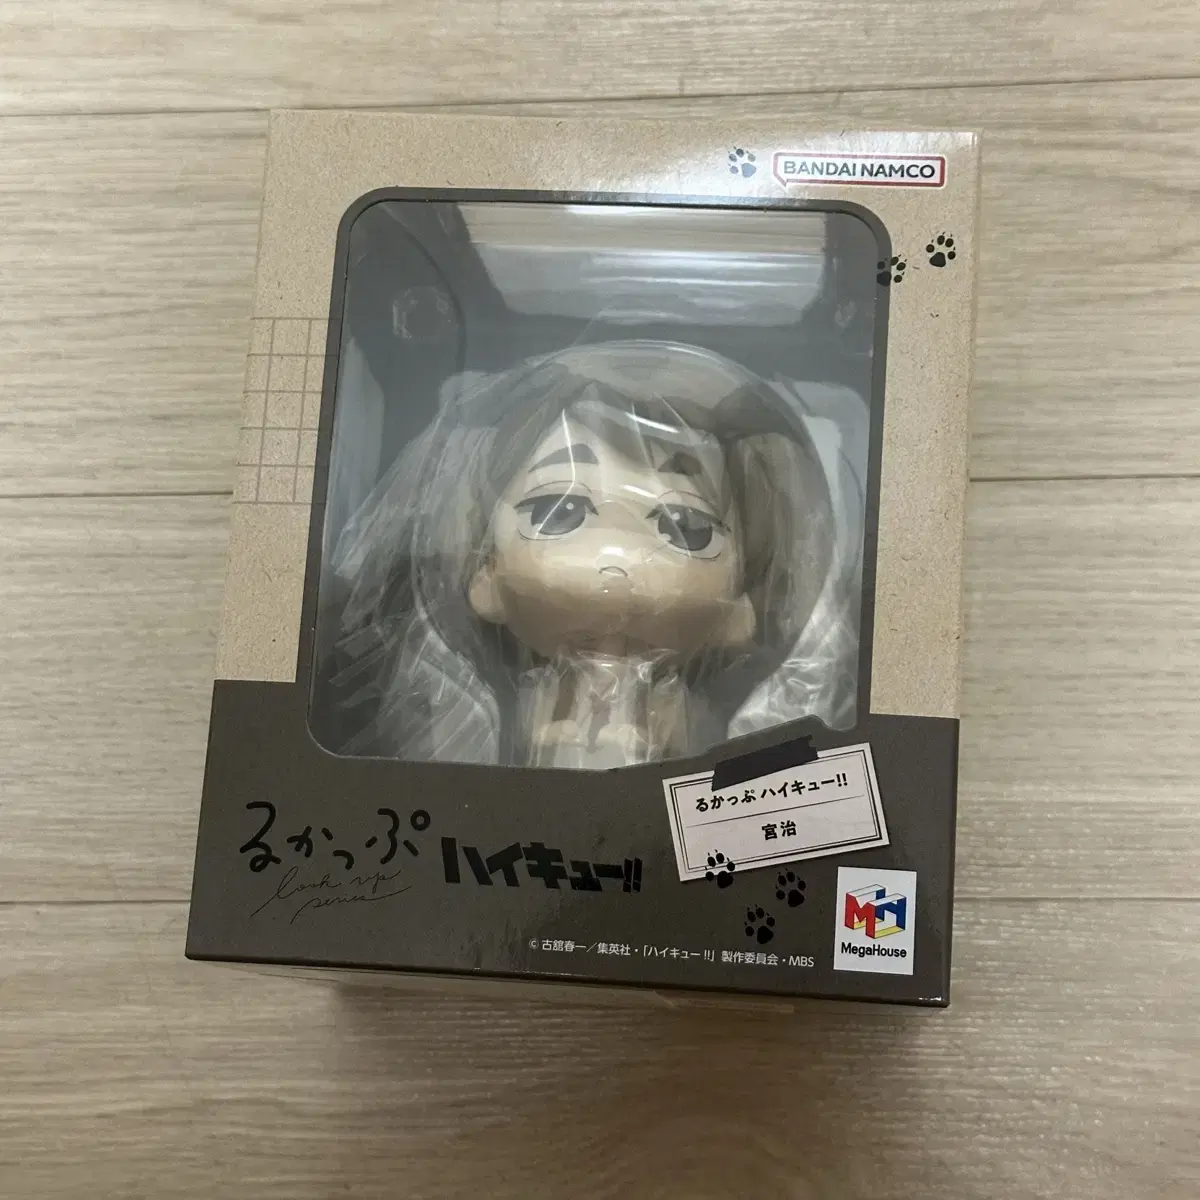 BANDAI NAMCO
るかっぷ ハイキュー!!
宮治
るかっぷ
look up
series
ハイキュー!!
MH
MegaHouse
© 古舘春一／集英社・「ハイキュー!!」製作委員会・MBS